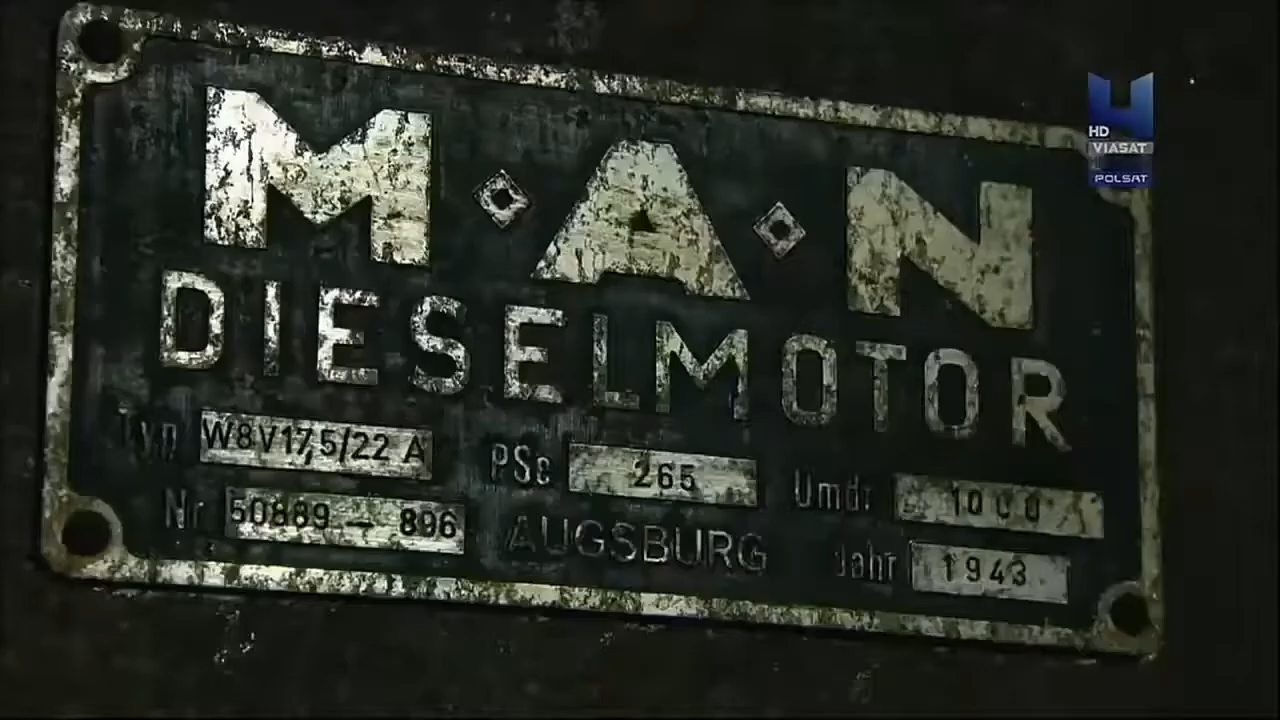 M·A·N
DIESELMOTOR
Typ W8V17,5/22 A PSe 265 Umdr 1000
Nr 50889 — 896 AUGSBURG Jahr 1943
HD
VIASAT
POLSAT